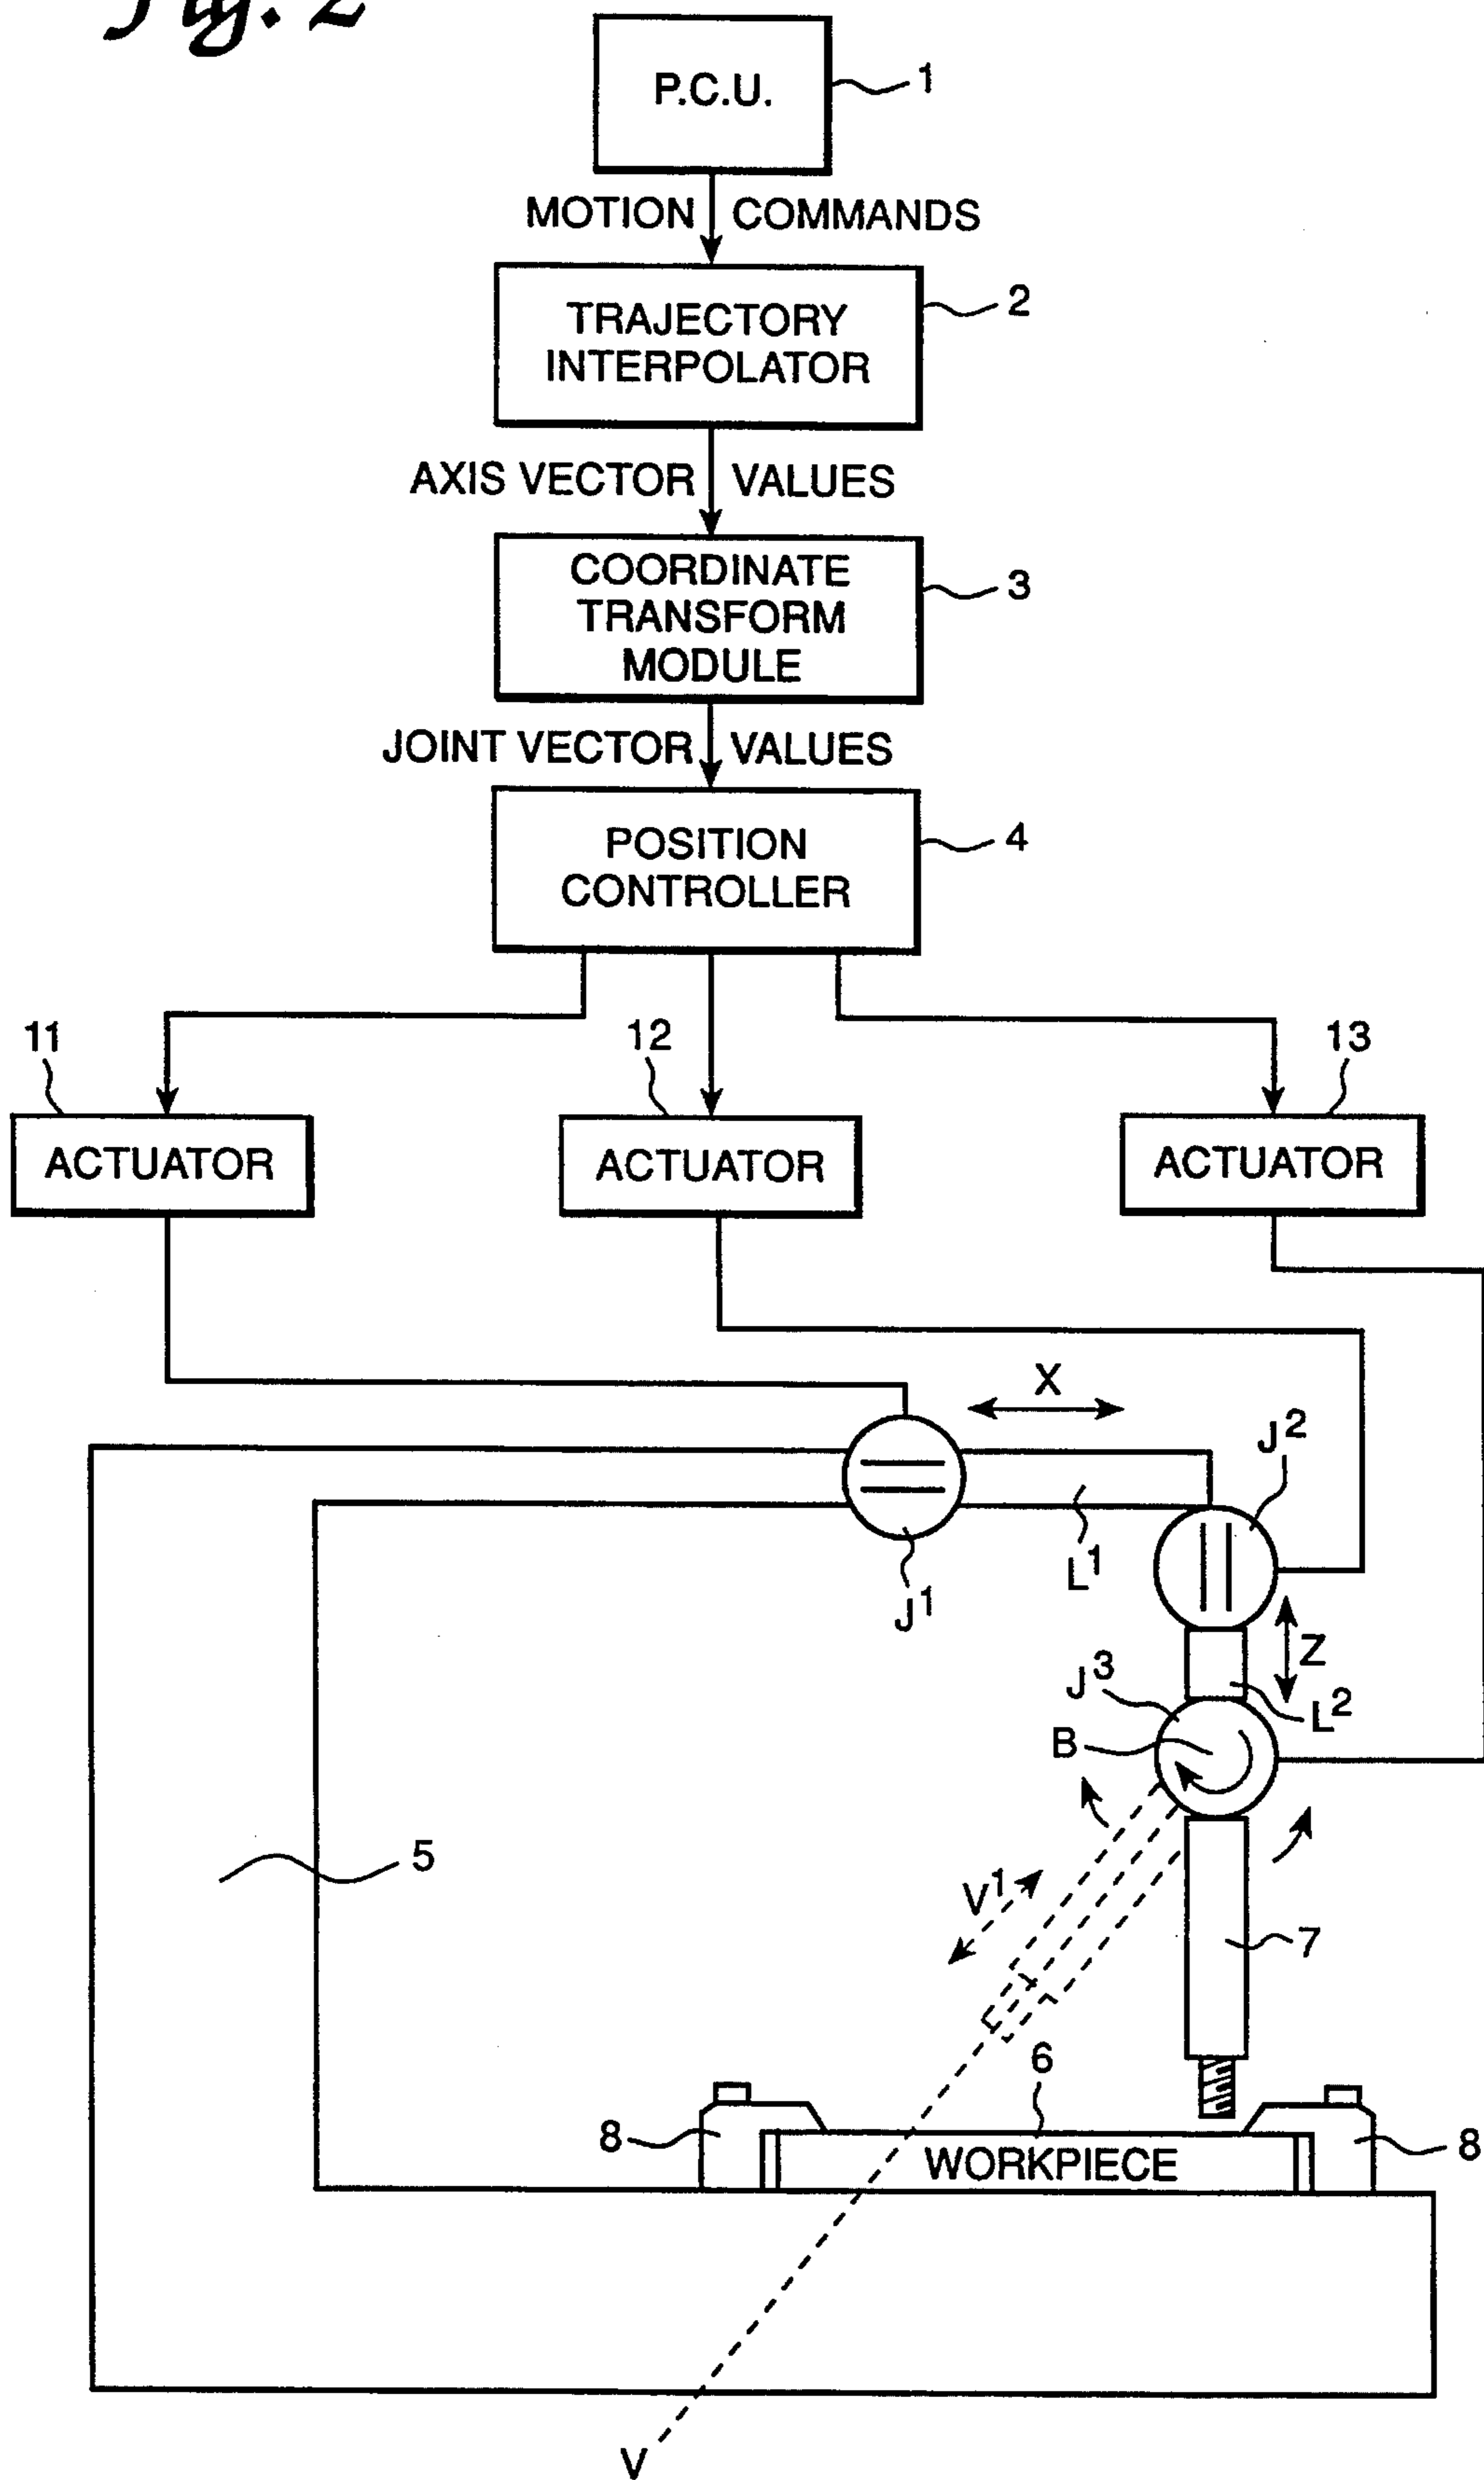 Fig. 2
P.C.U.
1
MOTION COMMANDS
TRAJECTORY
INTERPOLATOR
2
AXIS VECTOR VALUES
COORDINATE
TRANSFORM
MODULE
3
JOINT VECTOR VALUES
POSITION
CONTROLLER
4
11
12
13
ACTUATOR
ACTUATOR
ACTUATOR
X
J2
L1
J1
Z
J3
L2
B
5
V1
7
6
8
WORKPIECE
8
V